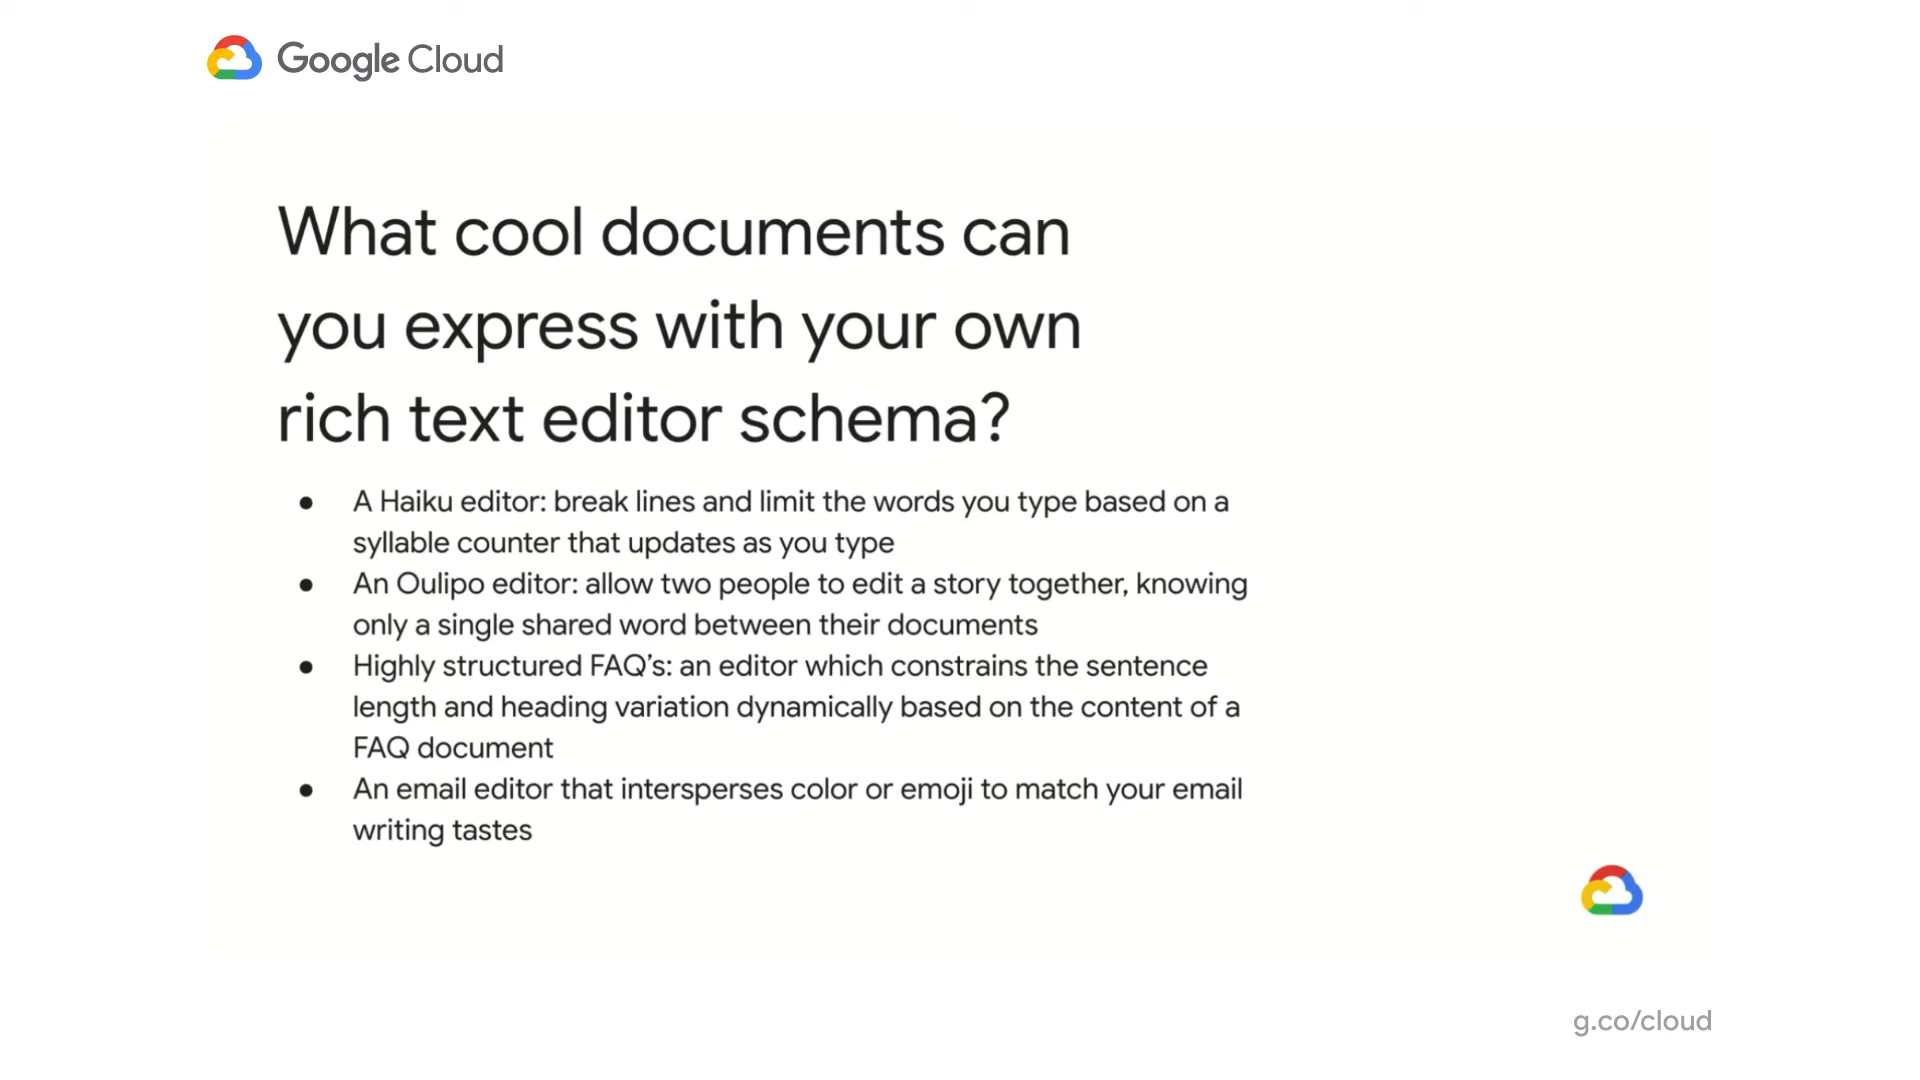 Google Cloud
What cool documents can
you express with your own
rich text editor schema?
● A Haiku editor: break lines and limit the words you type based on a
syllable counter that updates as you type
● An Oulipo editor: allow two people to edit a story together, knowing
only a single shared word between their documents
● Highly structured FAQ’s: an editor which constrains the sentence
length and heading variation dynamically based on the content of a
FAQ document
● An email editor that intersperses color or emoji to match your email
writing tastes
g.co/cloud